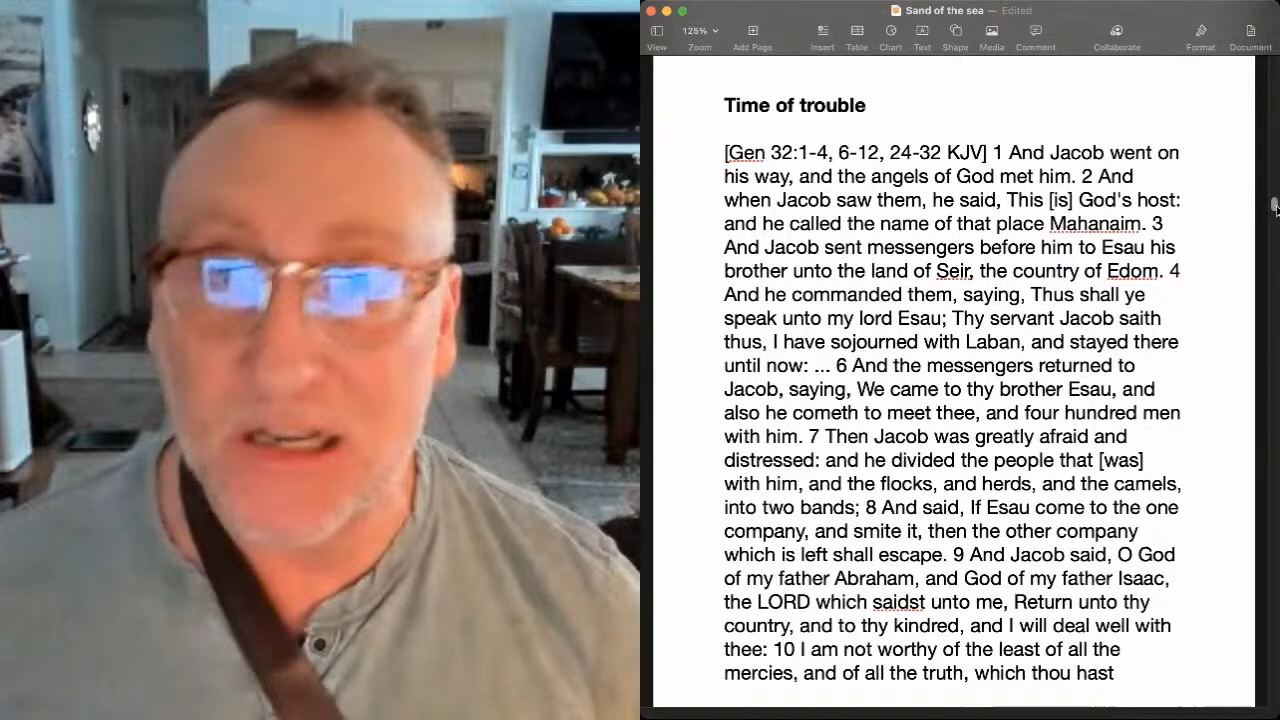 Sand of the sea — Edited
125%
View Zoom Add Page Insert Table Chart Text Shape Media Comment Collaborate Format Document
Time of trouble
[Gen 32:1-4, 6-12, 24-32 KJV] 1 And Jacob went on
his way, and the angels of God met him. 2 And
when Jacob saw them, he said, This [is] God's host:
and he called the name of that place Mahanaim. 3
And Jacob sent messengers before him to Esau his
brother unto the land of Seir, the country of Edom. 4
And he commanded them, saying, Thus shall ye
speak unto my lord Esau; Thy servant Jacob saith
thus, I have sojourned with Laban, and stayed there
until now: ... 6 And the messengers returned to
Jacob, saying, We came to thy brother Esau, and
also he cometh to meet thee, and four hundred men
with him. 7 Then Jacob was greatly afraid and
distressed: and he divided the people that [was]
with him, and the flocks, and herds, and the camels,
into two bands; 8 And said, If Esau come to the one
company, and smite it, then the other company
which is left shall escape. 9 And Jacob said, O God
of my father Abraham, and God of my father Isaac,
the LORD which saidst unto me, Return unto thy
country, and to thy kindred, and I will deal well with
thee: 10 I am not worthy of the least of all the
mercies, and of all the truth, which thou hast